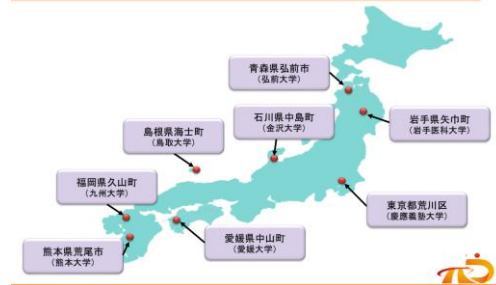 青森県弘前市
(弘前大学)
石川県中島町
(金沢大学)
岩手県矢巾町
(岩手医科大学)
島根県海士町
(鳥取大学)
福岡県久山町
(九州大学)
東京都荒川区
(慶應義塾大学)
熊本県荒尾市
(熊本大学)
愛媛県中山町
(愛媛大学)